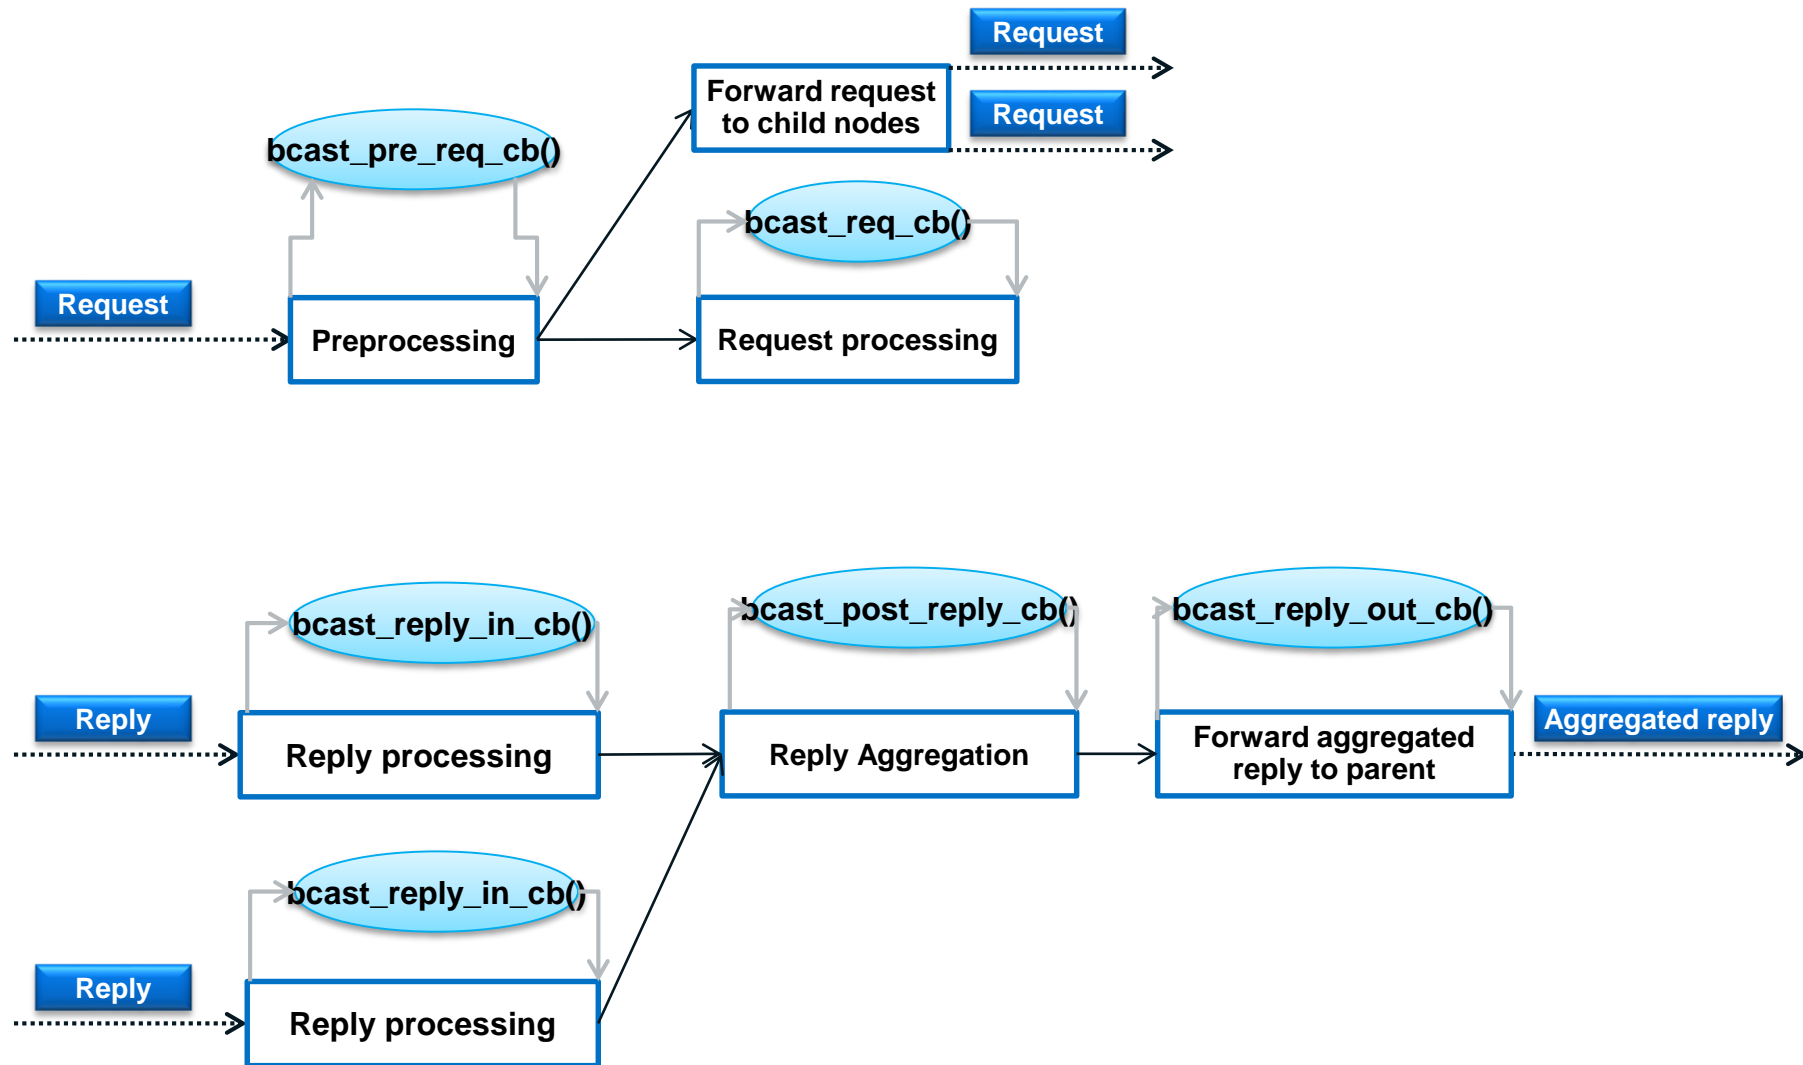 Request
Forward request
to child nodes
Request
bcast_pre_req_cb()
bcast_req_cb()
Request
Preprocessing
Request processing
bcast_reply_in_cb()
bcast_post_reply_cb()
bcast_reply_out_cb()
Reply
Reply processing
Reply Aggregation
Forward aggregated
reply to parent
Aggregated reply
bcast_reply_in_cb()
Reply
Reply processing